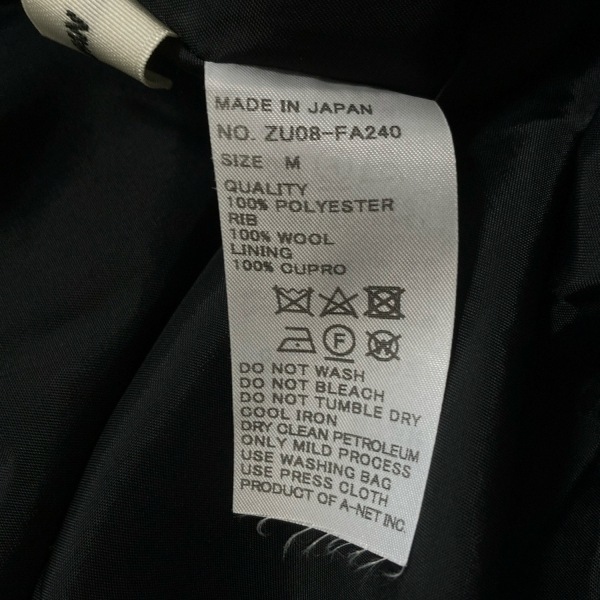 MADE IN JAPAN
NO. ZU08-FA240
SIZE M
QUALITY
100% POLYESTER
RIB
100% WOOL
LINING
100% CUPRO
F
W
DO NOT WASH
DO NOT BLEACH
DO NOT TUMBLE DRY
COOL IRON
DRY CLEAN PETROLEUM
ONLY MILD PROCESS
USE WASHING BAG
USE PRESS CLOTH
PRODUCT OF A-NET INC.